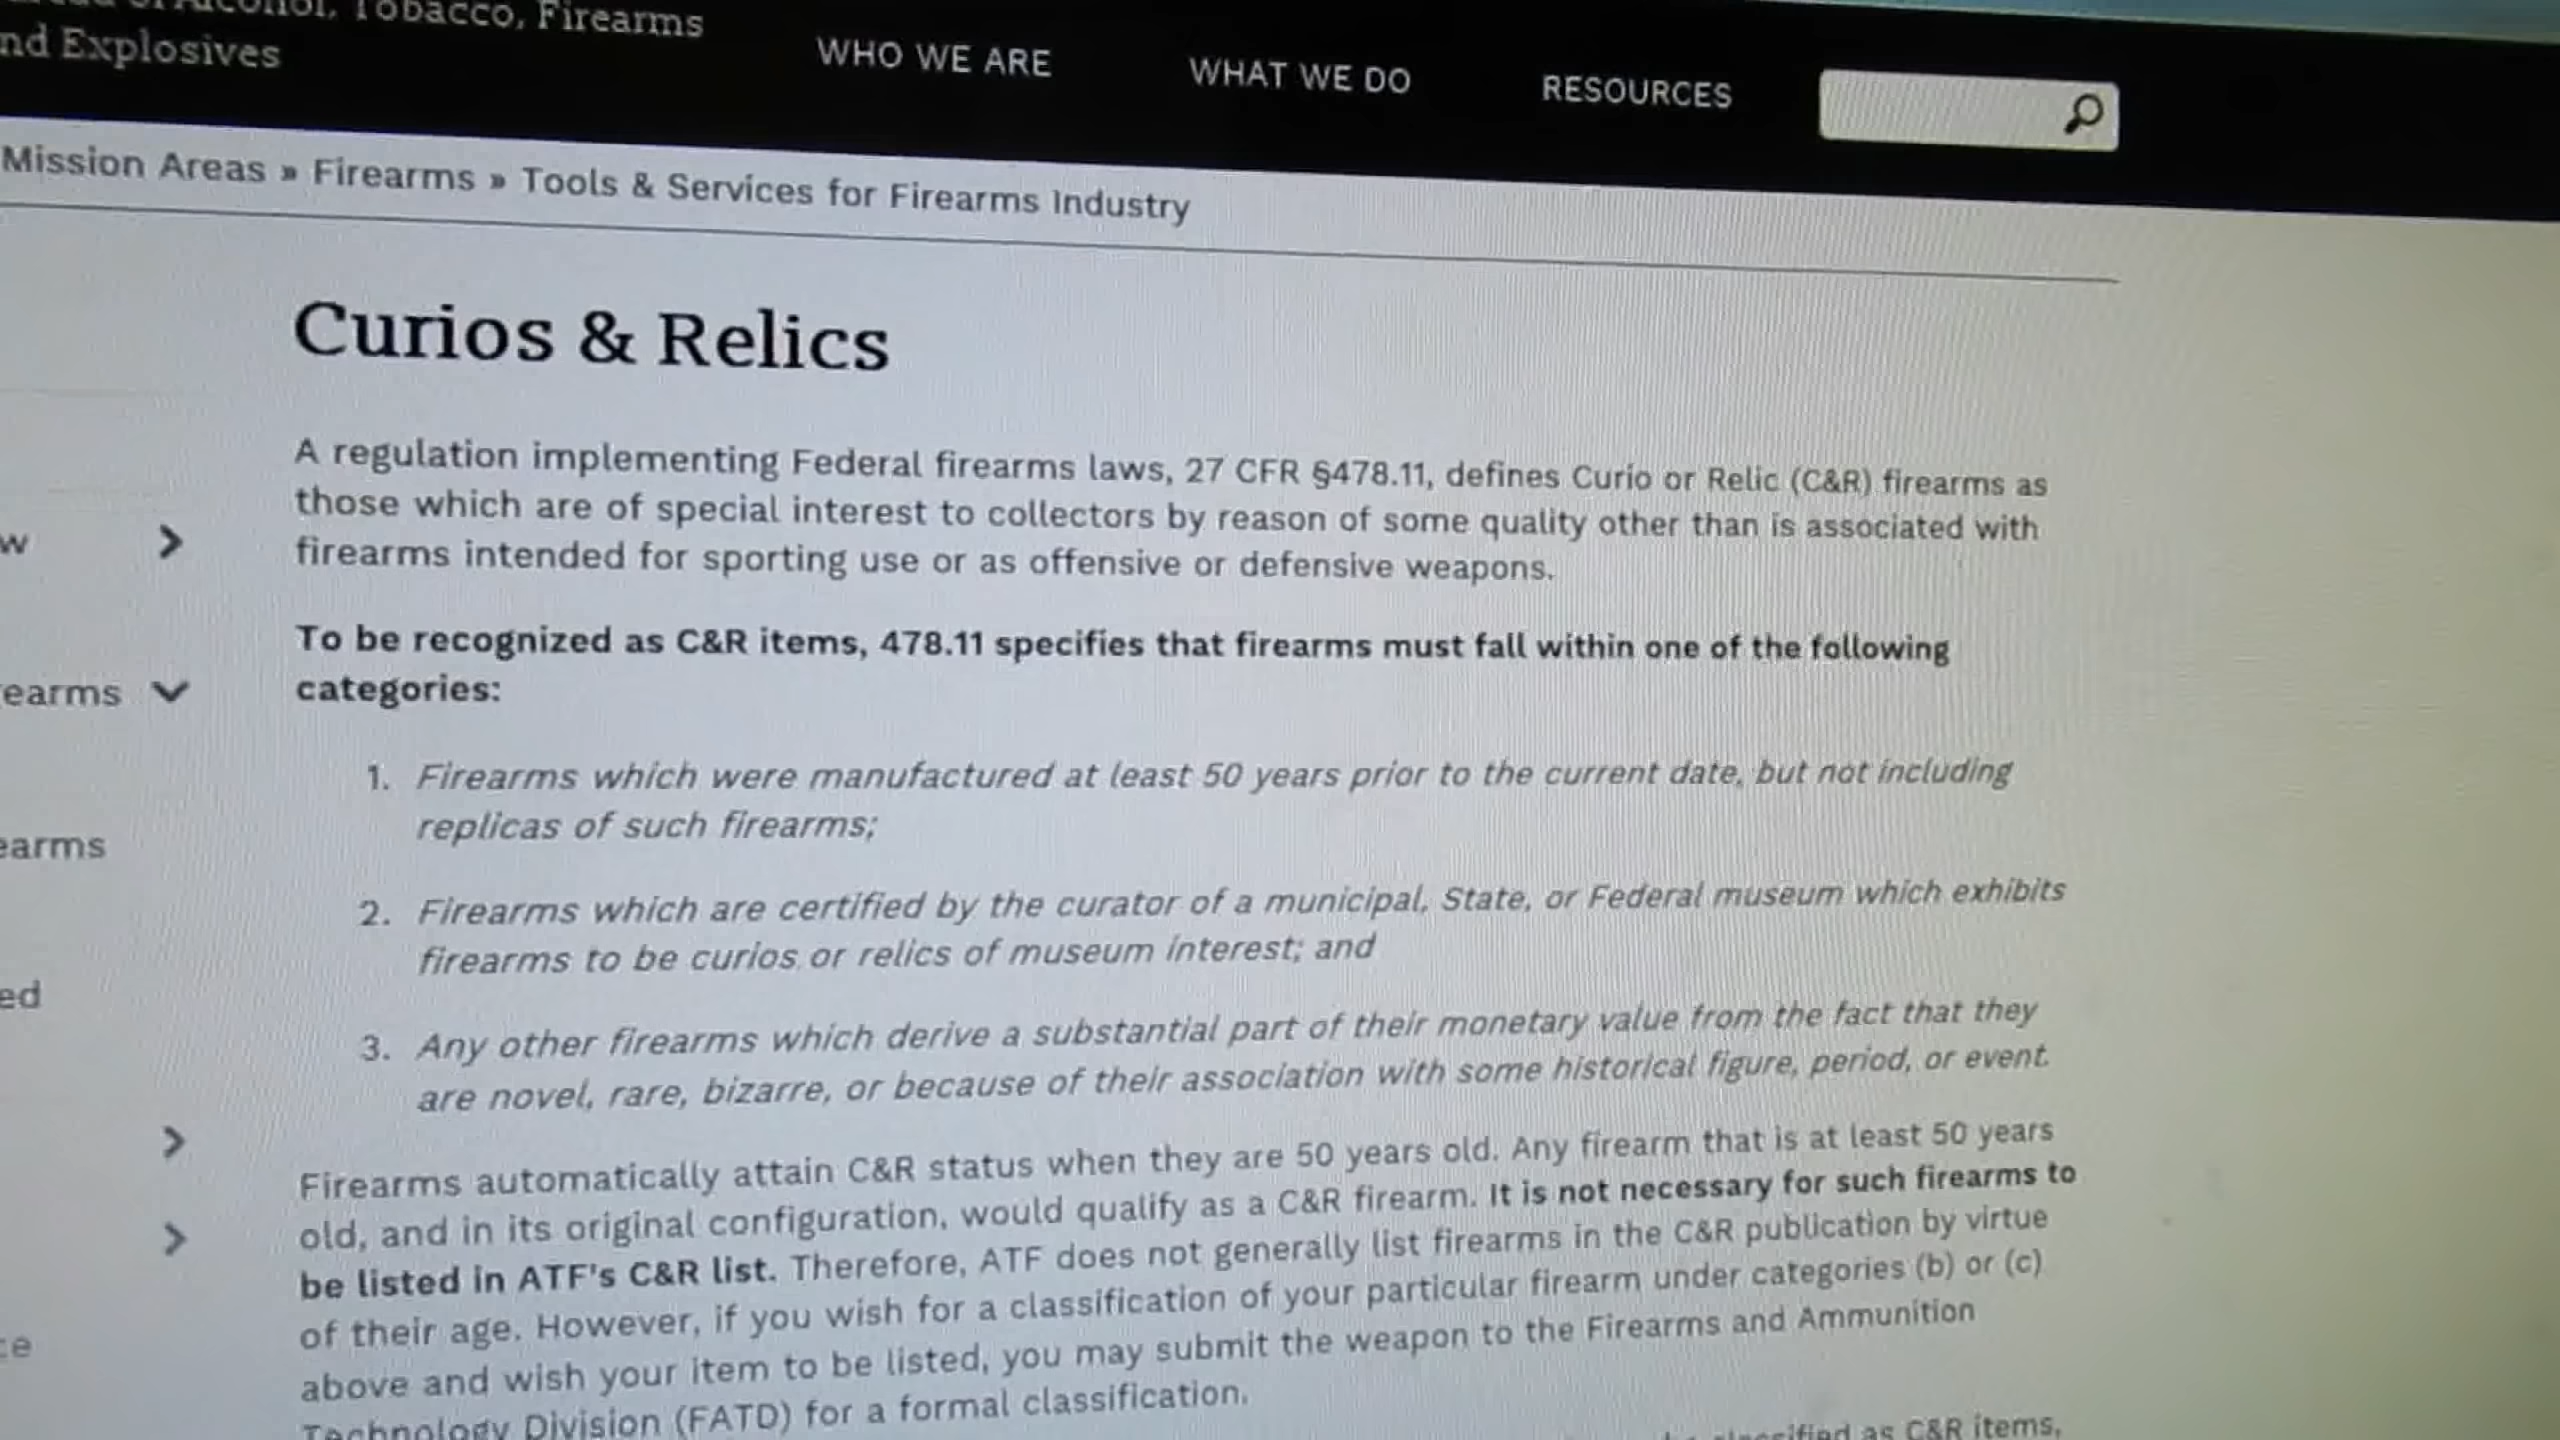 Tobacco, Firearms
nd Explosives
WHO WE ARE
WHAT WE DO
RESOURCES
Mission Areas » Firearms » Tools & Services for Firearms Industry
Curios & Relics
A regulation implementing Federal firearms laws, 27 CFR §478.11, defines Curio or Relic (C&R) firearms as
those which are of special interest to collectors by reason of some quality other than is associated with
firearms intended for sporting use or as offensive or defensive weapons.
To be recognized as C&R items, 478.11 specifies that firearms must fall within one of the following
categories:
1. Firearms which were manufactured at least 50 years prior to the current date, but not including
replicas of such firearms;
2. Firearms which are certified by the curator of a municipal, State, or Federal museum which exhibits
firearms to be curios or relics of museum interest; and
3. Any other firearms which derive a substantial part of their monetary value from the fact that they
are novel, rare, bizarre, or because of their association with some historical figure, period, or event.
Firearms automatically attain C&R status when they are 50 years old. Any firearm that is at least 50 years
old, and in its original configuration, would qualify as a C&R firearm. It is not necessary for such firearms to
be listed in ATF's C&R list. Therefore, ATF does not generally list firearms in the C&R publication by virtue
of their age. However, if you wish for a classification of your particular firearm under categories (b) or (c)
above and wish your item to be listed, you may submit the weapon to the Firearms and Ammunition
Technology Division (FATD) for a formal classification.
classified as C&R items,
w
earms
earms
ed
ce